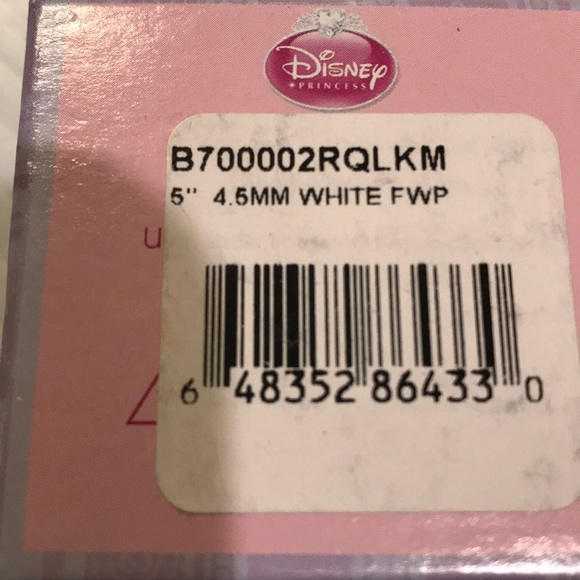 Disney
PRINCESS
B700002RQLKM
5" 4.5MM WHITE FWP
6 48352 86433 0